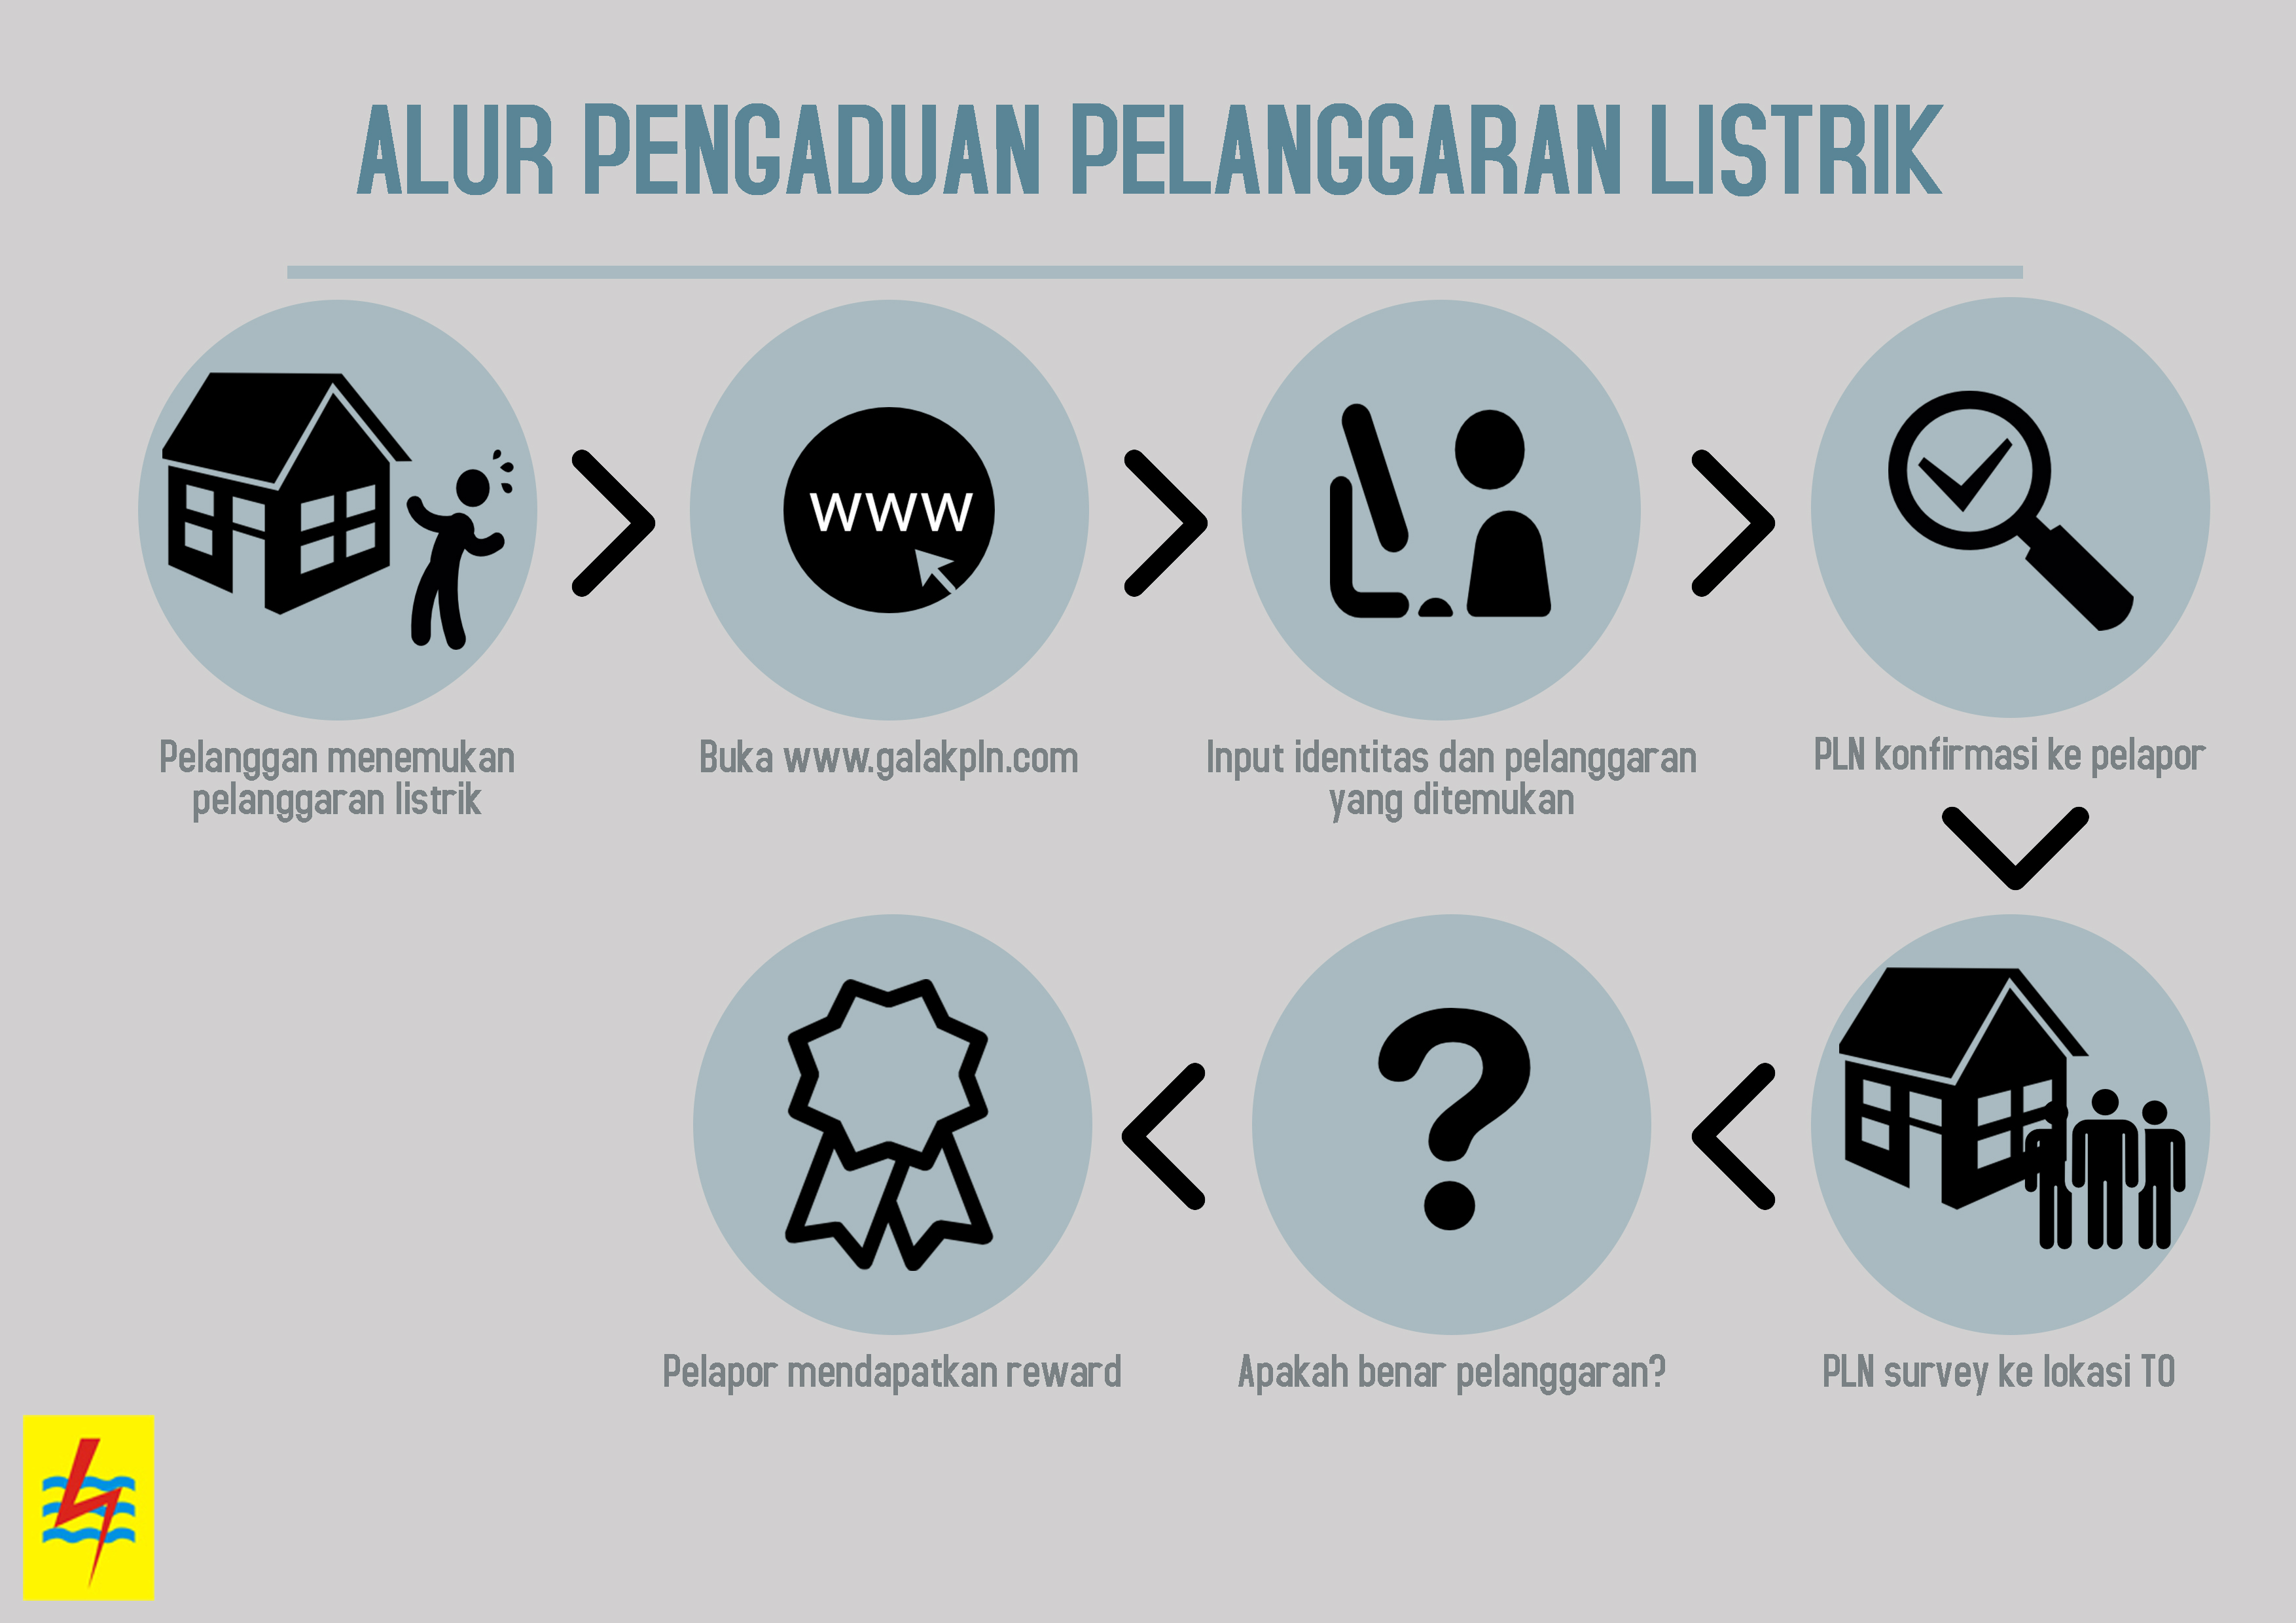 ALUR PENGADUAN PELANGGARAN LISTRIK
www
Pelanggan menemukan
pelanggaran listrik
Buka www.galakpln.com
Input identitas dan pelanggaran
yang ditemukan
PLN konfirmasi ke pelapor
?
Pelapor mendapatkan reward
Apakah benar pelanggaran?
PLN survey ke lokasi TO